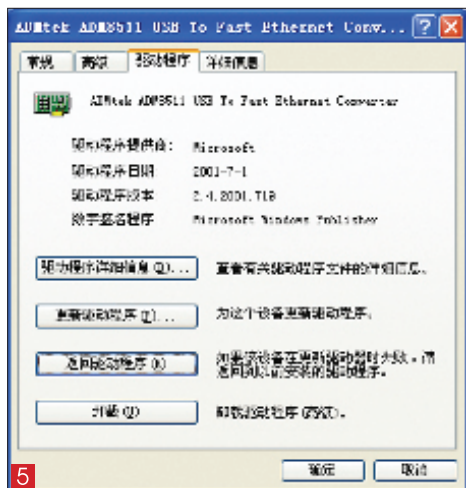 ADMtek ADM8511 USB To Fast Ethernet Conv...
常规 高级 驱动程序 详细信息
ADMtek ADM8511 USB To Fast Ethernet Converter
驱动程序提供商: Microsoft
驱动程序日期: 2001-7-1
驱动程序版本 2.4.2001.719
数字签名程序 Microsoft Windows Publisher
驱动程序详细信息(D)... 查看有关驱动程序文件的详细信息。
更新驱动程序(P)... 为这个设备更新驱动程序。
返回驱动程序(R) 如果该设备在更新驱动器时失败，请
返回到以前安装的驱动程序。
卸载(U) 卸载驱动程序(高级)。
确定 取消
5